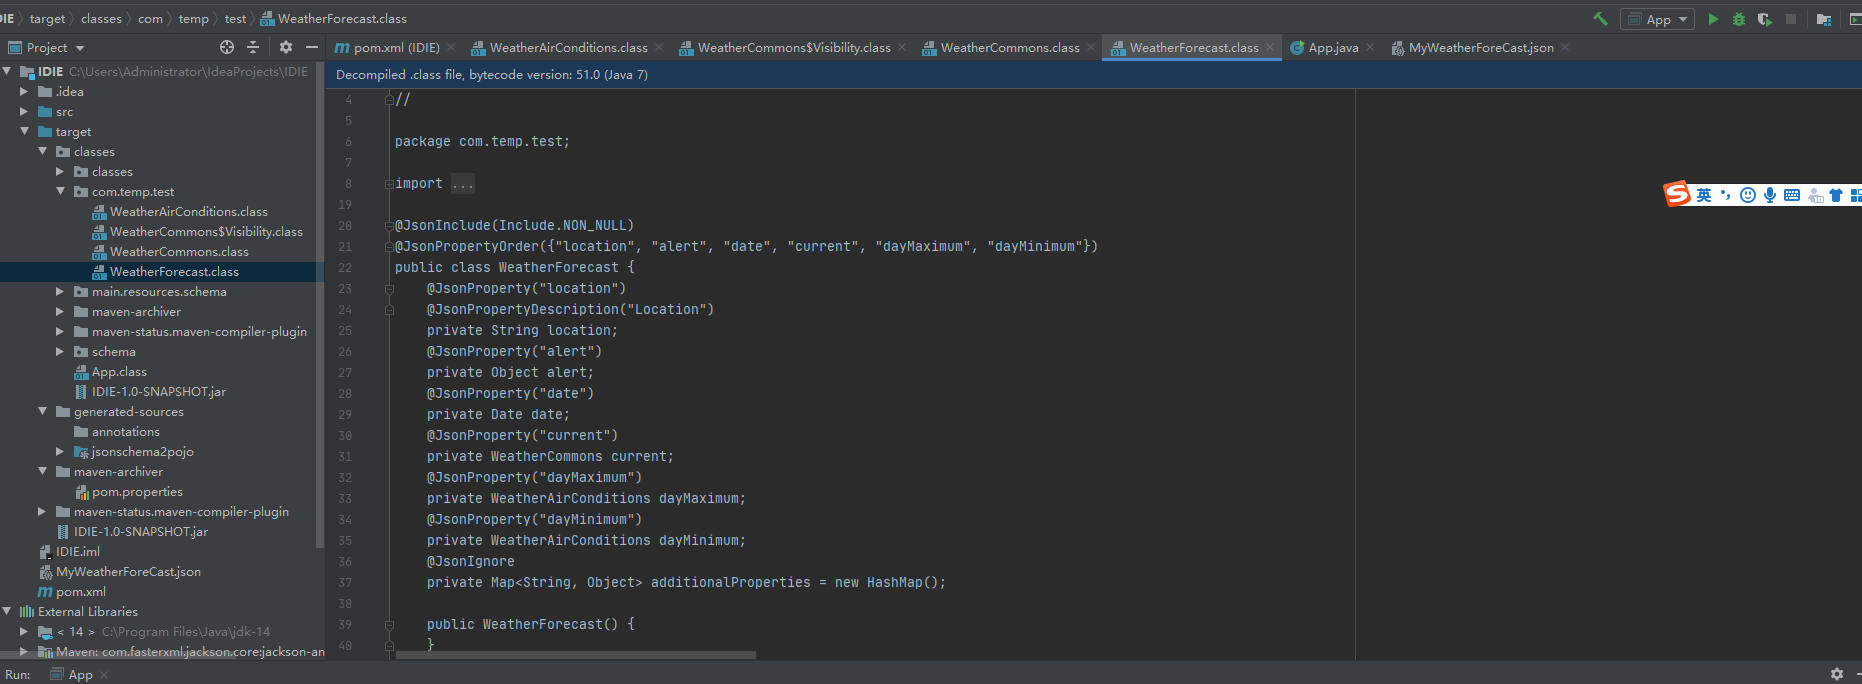 IDIE target classes com temp test WeatherForecast.class App
Project pom.xml (IDIE) WeatherAirConditions.class WeatherCommons$Visibility.class WeatherCommons.class WeatherForecast.class App.java MyWeatherForeCast.json
IDIE C:\Users\Administrator\IdeaProjects\IDIE
.idea
src
target
classes
classes
com.temp.test
WeatherAirConditions.class
WeatherCommons$Visibility.class
WeatherCommons.class
WeatherForecast.class
main.resources.schema
maven-archiver
maven-status.maven-compiler-plugin
schema
App.class
IDIE-1.0-SNAPSHOT.jar
generated-sources
annotations
jsonschema2pojo
maven-archiver
pom.properties
maven-status.maven-compiler-plugin
IDIE-1.0-SNAPSHOT.jar
IDIE.iml
MyWeatherForeCast.json
pom.xml
External Libraries
< 14 > C:\Program Files\Java\jdk-14
Maven: com.fasterxml.jackson.core:jackson-an
Decompiled .class file, bytecode version: 51.0 (Java 7)
4 //
5
6 package com.temp.test;
7
8 import ...
19
20 @JsonInclude(Include.NON_NULL)
21 @JsonPropertyOrder({"location", "alert", "date", "current", "dayMaximum", "dayMinimum"})
22 public class WeatherForecast {
23 @JsonProperty("location")
24 @JsonPropertyDescription("Location")
25 private String location;
26 @JsonProperty("alert")
27 private Object alert;
28 @JsonProperty("date")
29 private Date date;
30 @JsonProperty("current")
31 private WeatherCommons current;
32 @JsonProperty("dayMaximum")
33 private WeatherAirConditions dayMaximum;
34 @JsonProperty("dayMinimum")
35 private WeatherAirConditions dayMinimum;
36 @JsonIgnore
37 private Map<String, Object> additionalProperties = new HashMap();
38
39 public WeatherForecast() {
40 }
英
Run: App